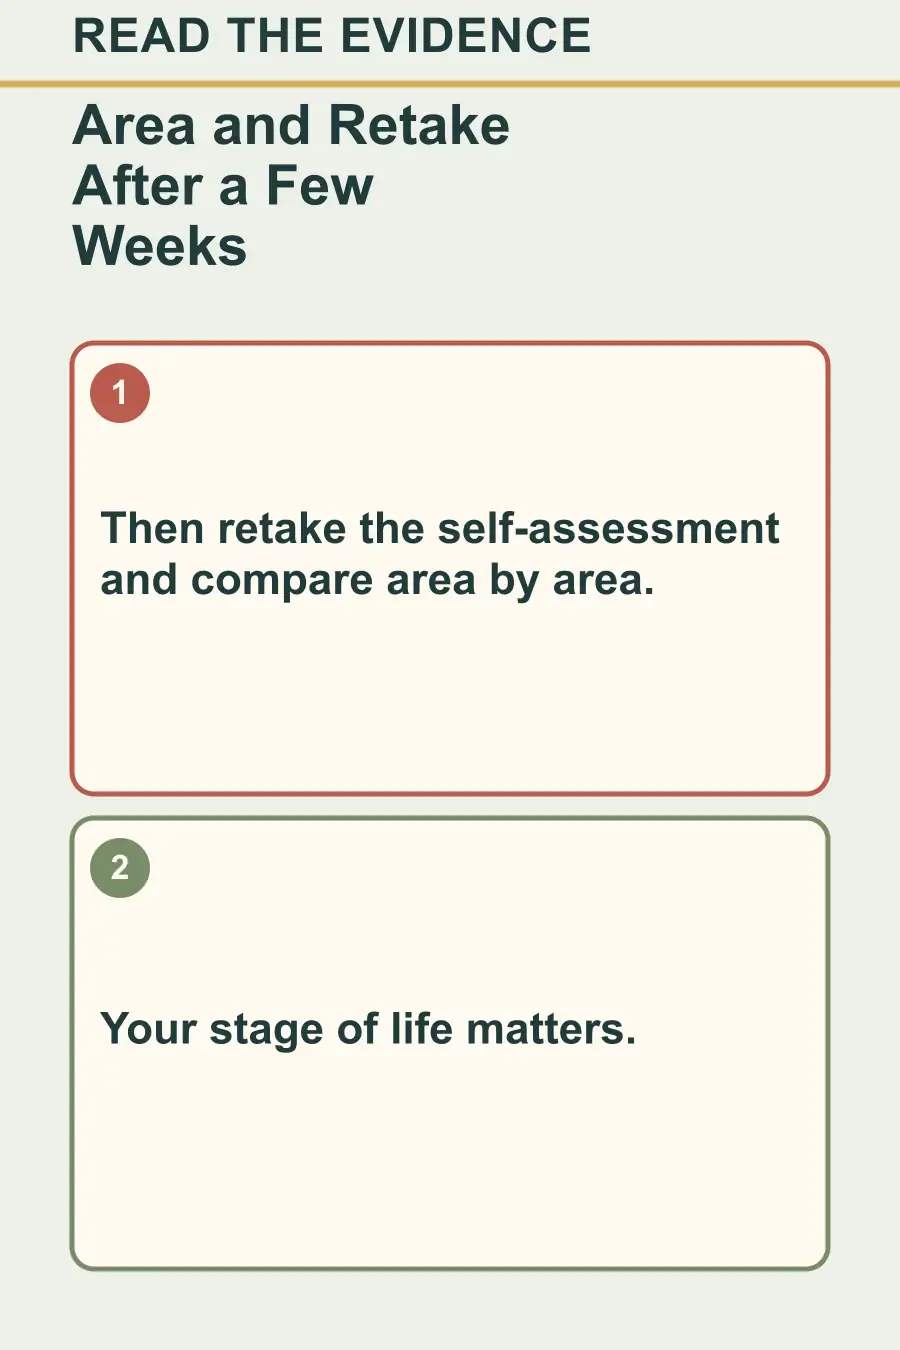 READ THE EVIDENCE
Area and Retake
After a Few
Weeks
1
Then retake the self-assessment
and compare area by area.
2
Your stage of life matters.